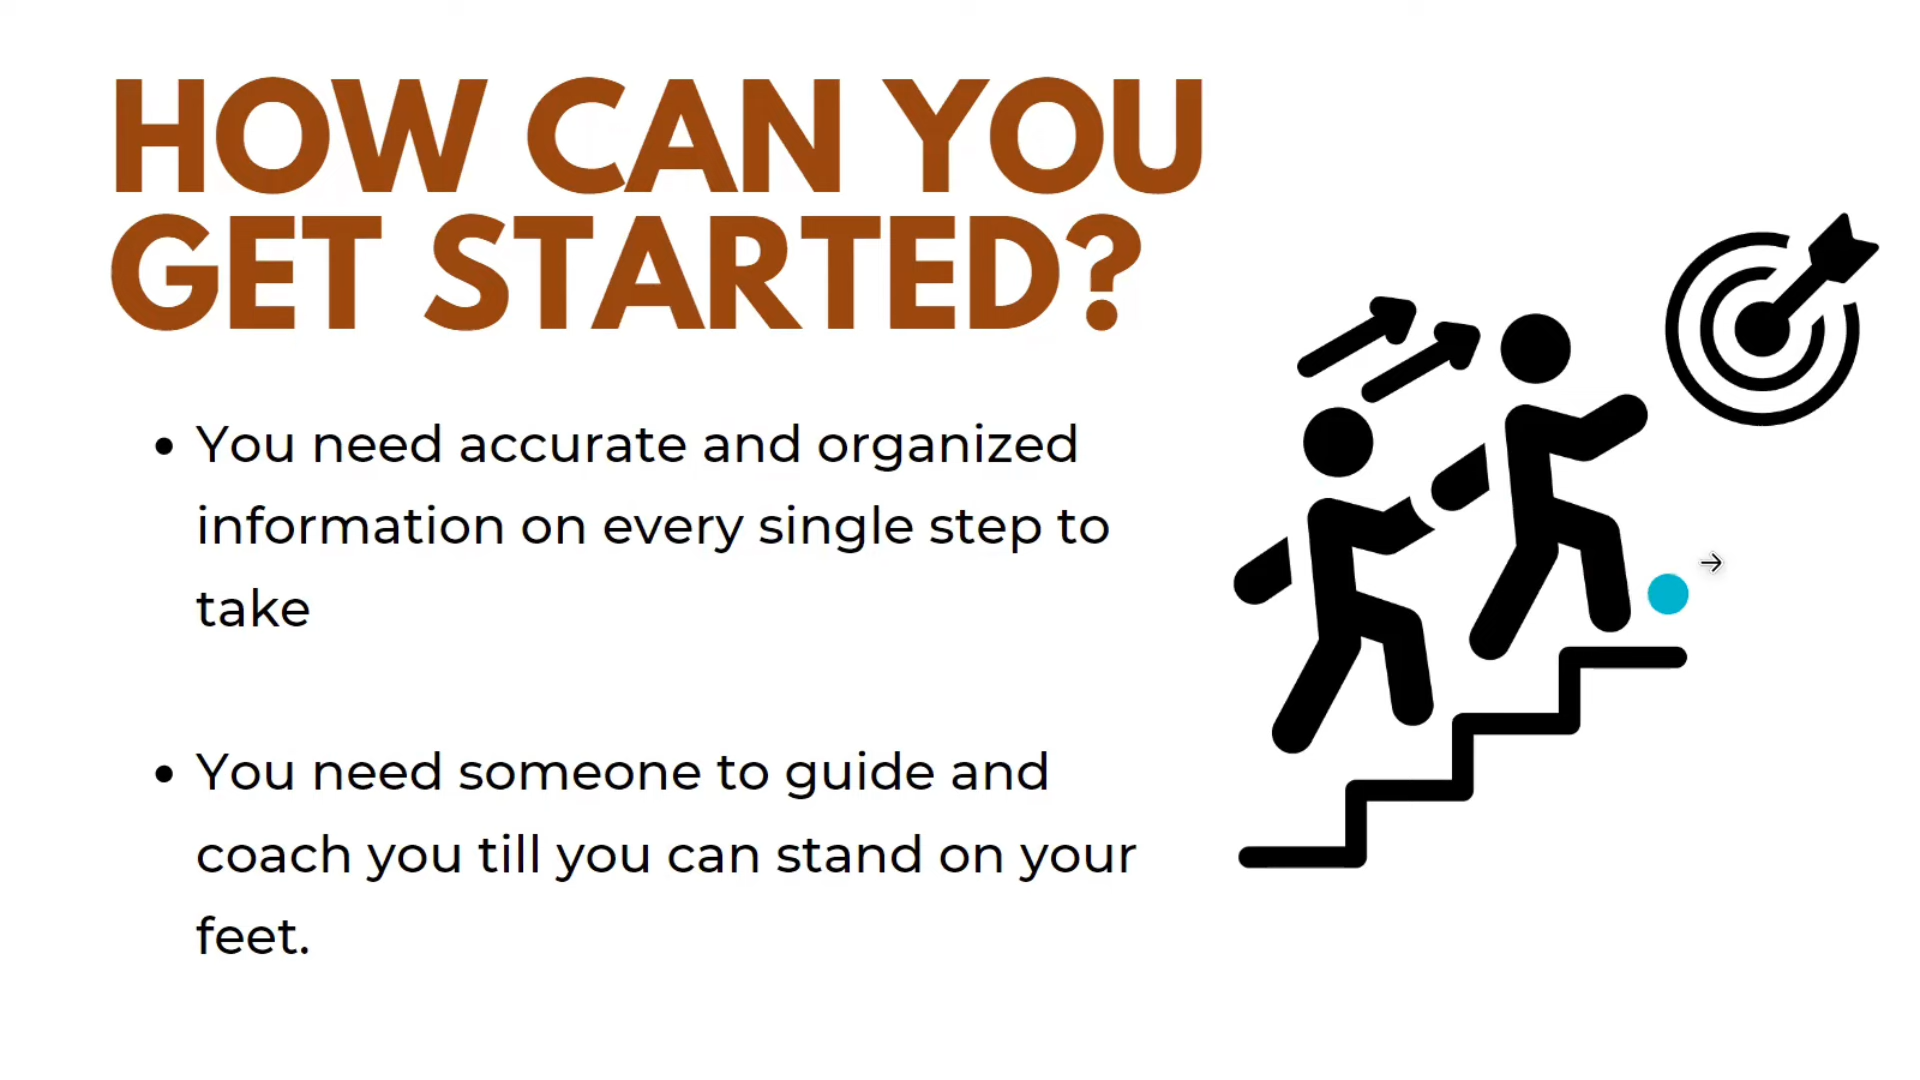 HOW CAN YOU
GET STARTED?
• You need accurate and organized
information on every single step to
take
• You need someone to guide and
coach you till you can stand on your
feet.